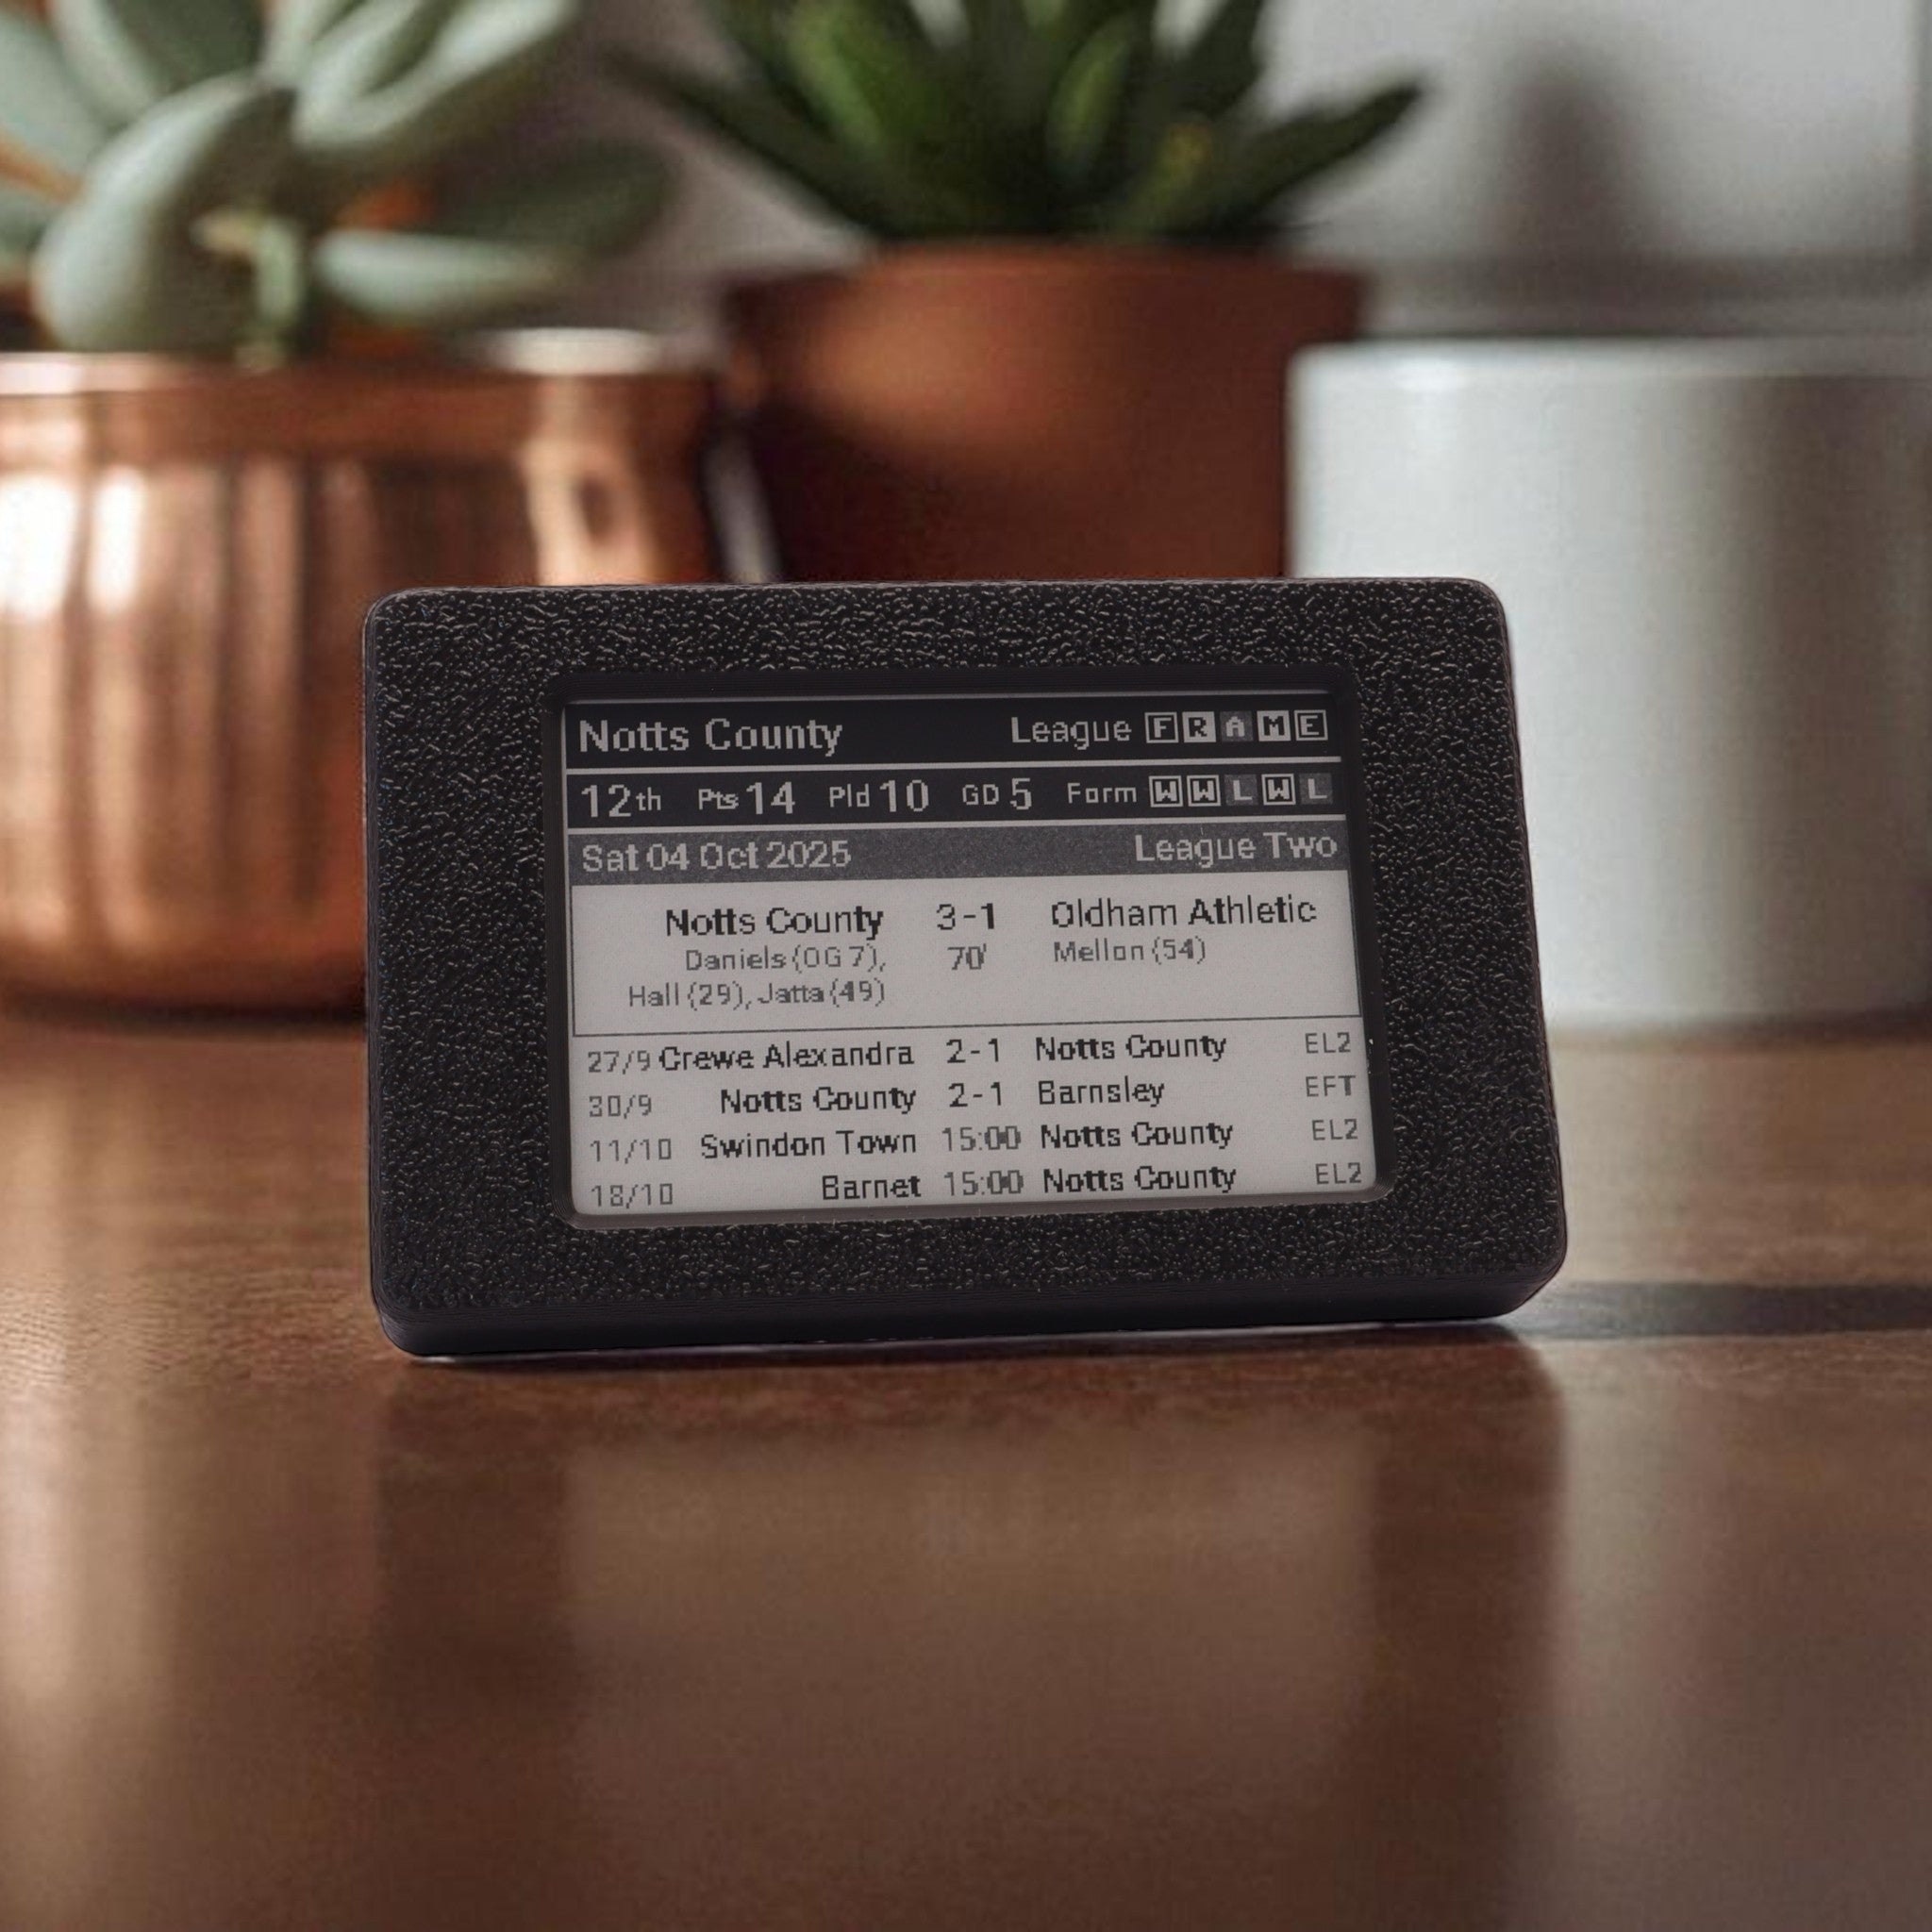 Notts County League FRAME
12th Pts 14 Pld 10 GD 5 Form W W L W L
Sat 04 Oct 2025 League Two
Notts County 3-1 Oldham Athletic
Daniels (OG 7), 70' Mellon (54)
Hall (29), Jatta (49)
27/9 Crewe Alexandra 2-1 Notts County EL2
30/9 Notts County 2-1 Barnsley EFT
11/10 Swindon Town 15:00 Notts County EL2
18/10 Barnet 15:00 Notts County EL2